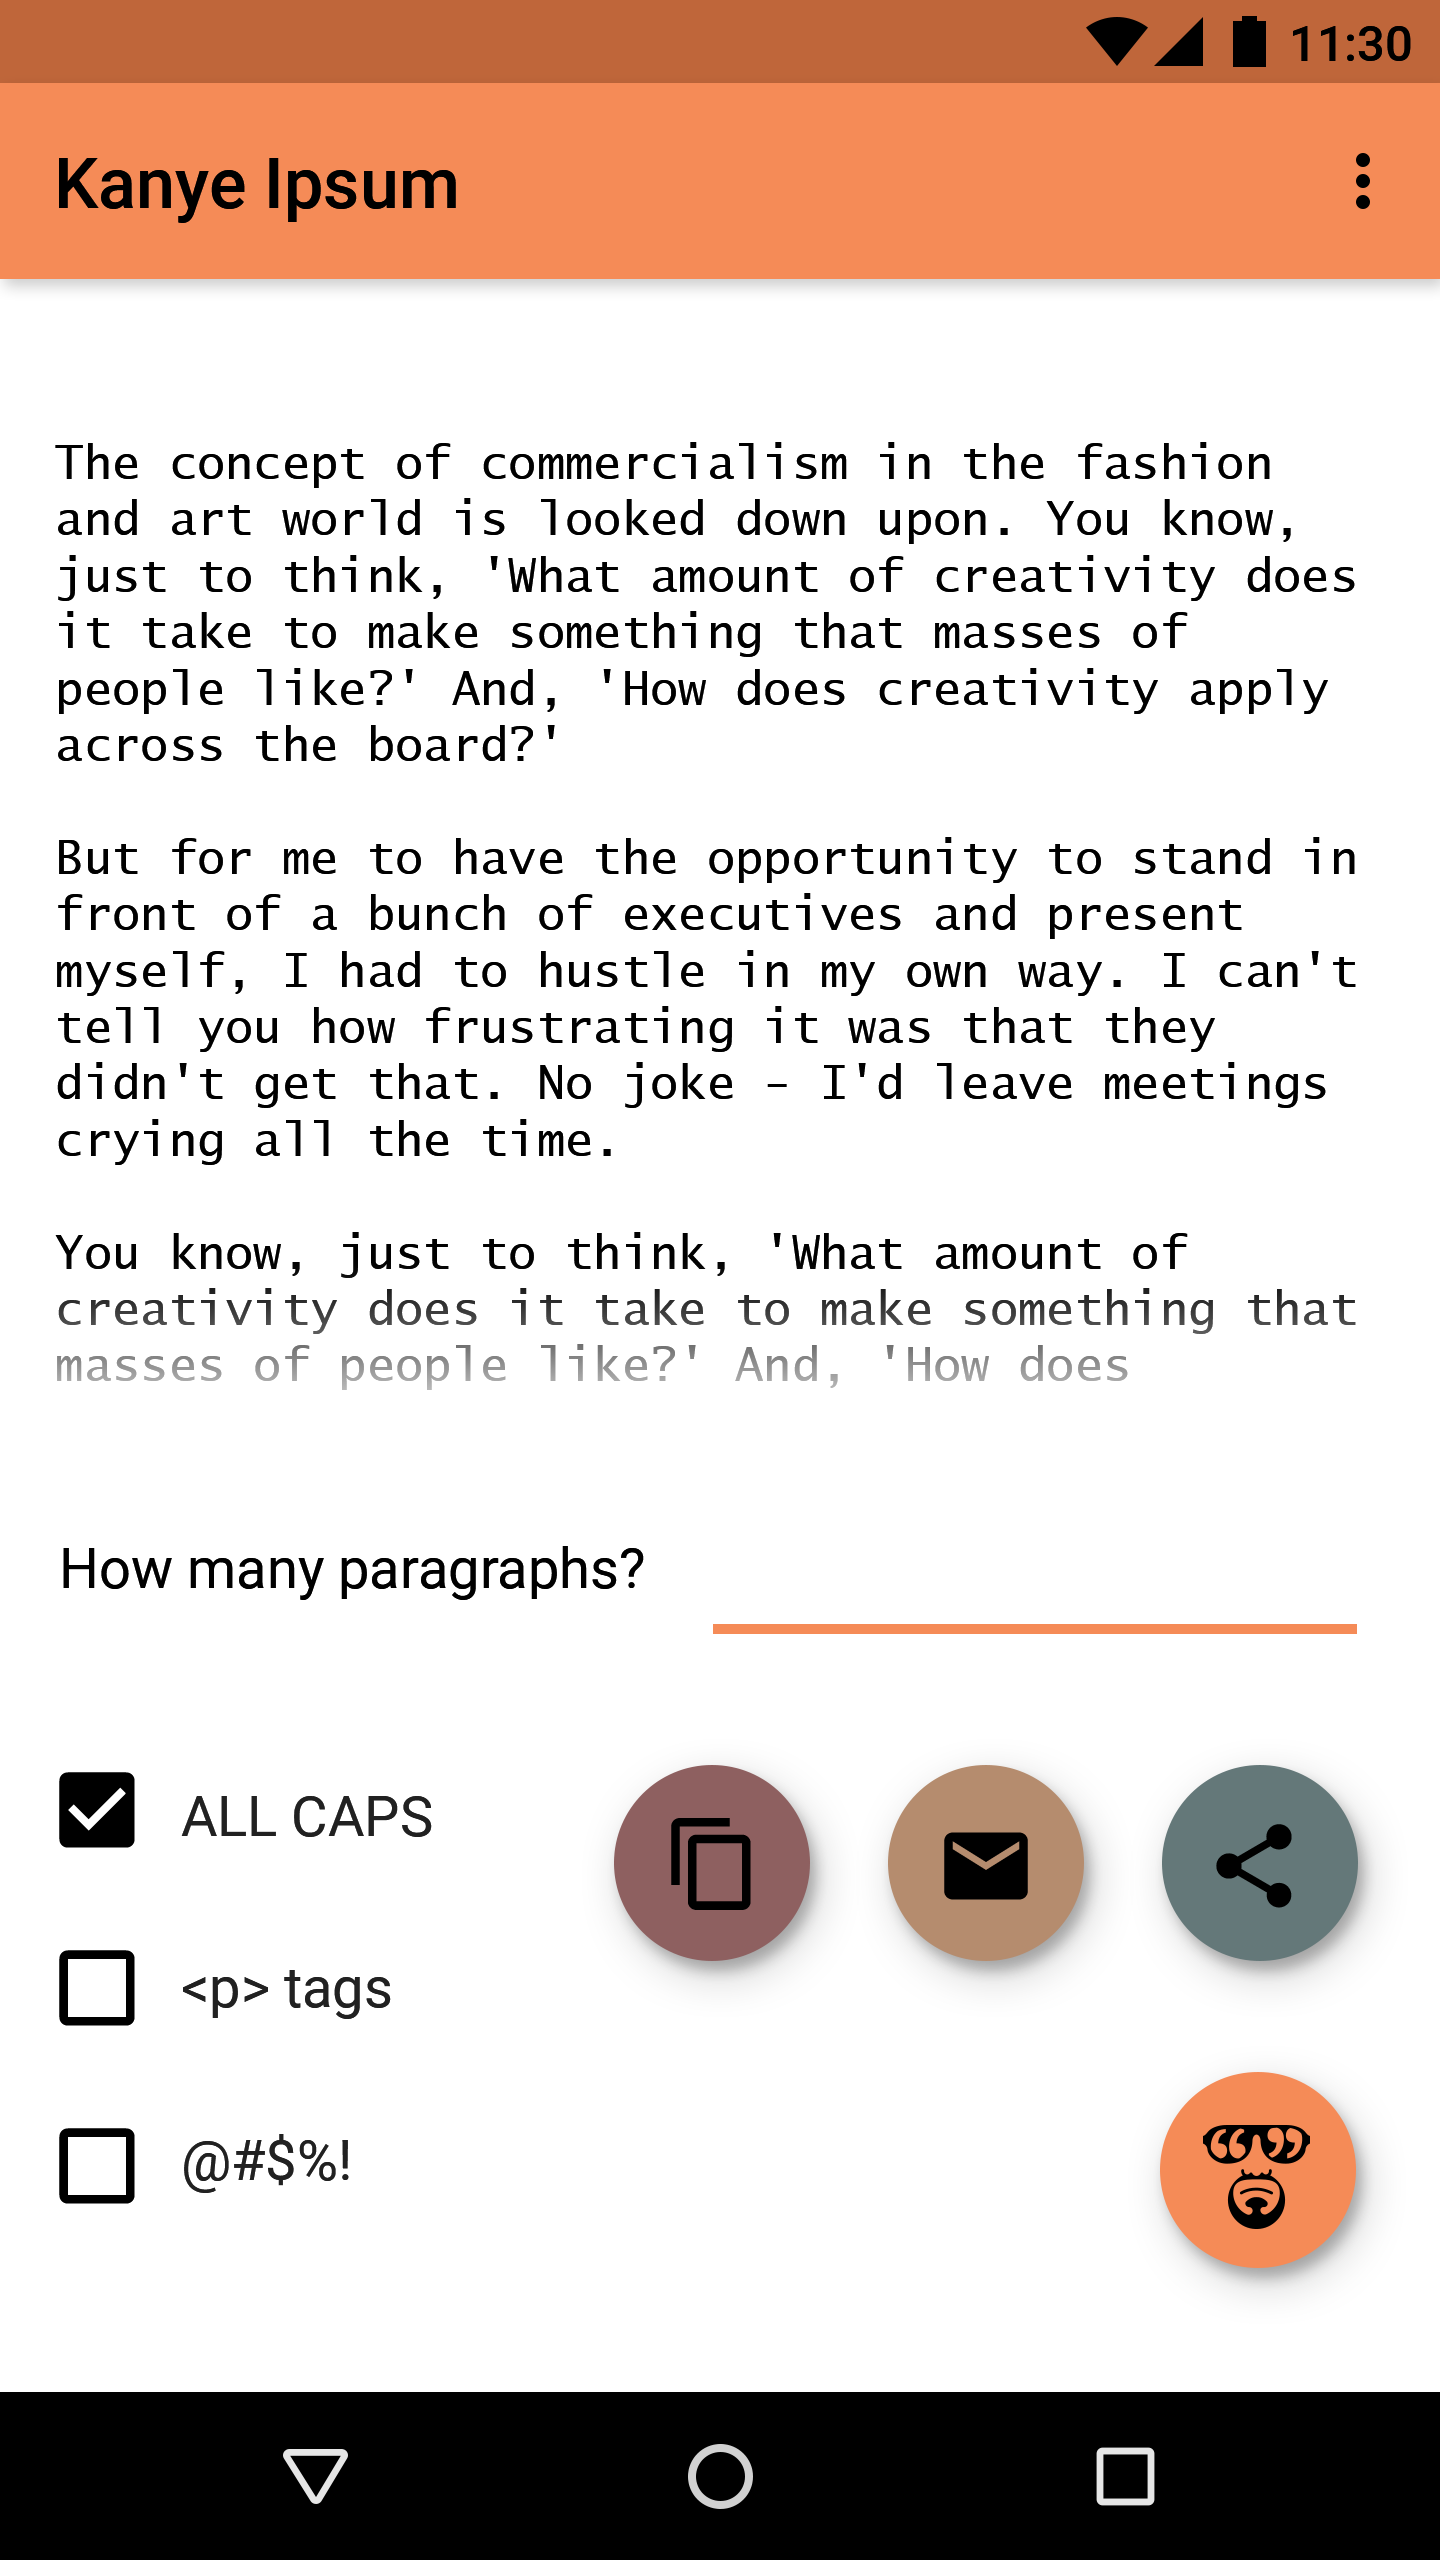 11:30
Kanye Ipsum
The concept of commercialism in the fashion
and art world is looked down upon. You know,
just to think, 'What amount of creativity does
it take to make something that masses of
people like?' And, 'How does creativity apply
across the board?'
But for me to have the opportunity to stand in
front of a bunch of executives and present
myself, I had to hustle in my own way. I can't
tell you how frustrating it was that they
didn't get that. No joke – I'd leave meetings
crying all the time.
You know, just to think, 'What amount of
creativity does it take to make something that
masses of people like?' And, 'How does
How many paragraphs?
ALL CAPS
<p> tags
@#$%!